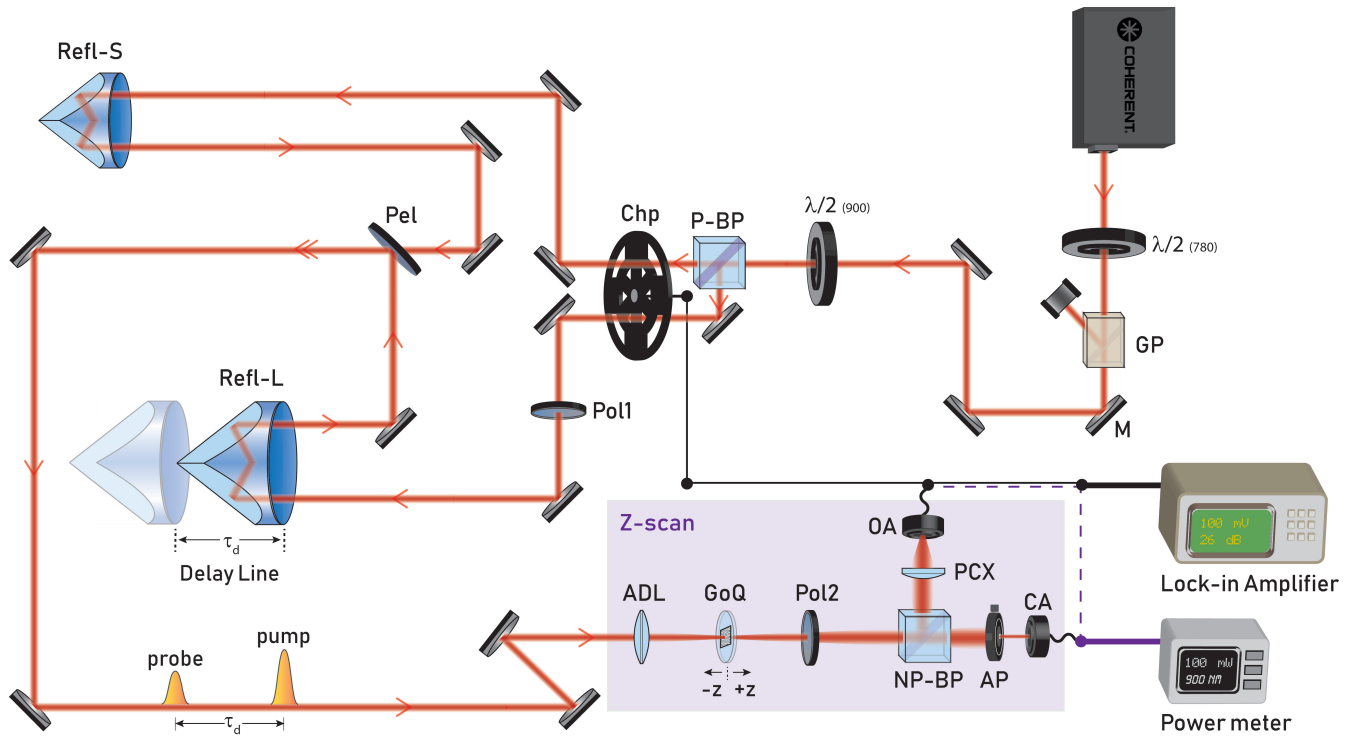 Refl-S
COHERENT.
Pel
Chp
P-BP
λ/2 (900)
λ/2 (780)
GP
M
Refl-L
Pol1
τd
Delay Line
Z-scan
OA
PCX
ADL
GoQ
Pol2
CA
-z
+z
NP-BP
AP
100 mV
26 dB
Lock-in Amplifier
100 mW
900 NM
Power meter
probe
pump
τd